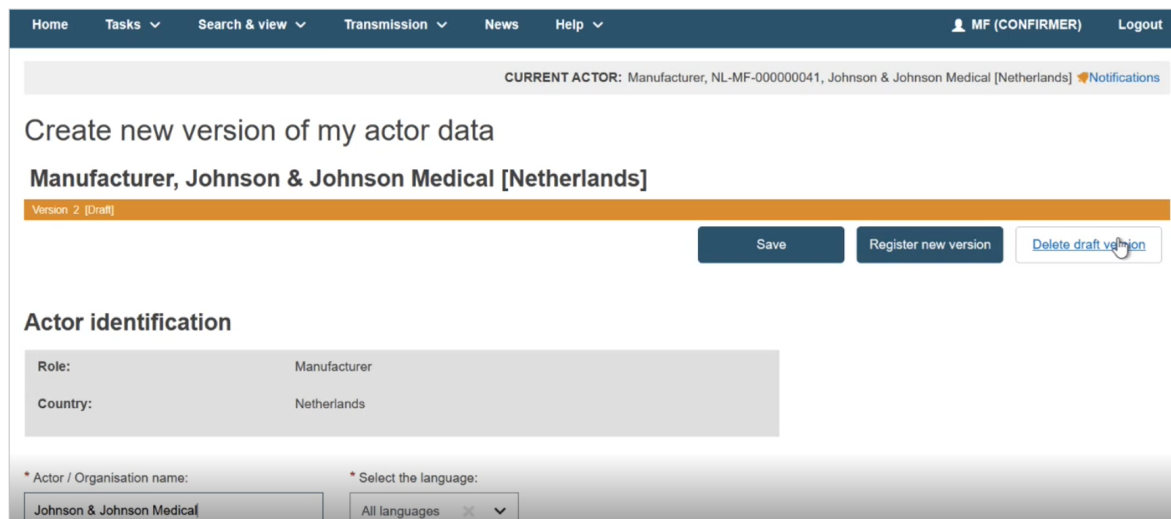 Home Tasks Search & view Transmission News Help MF (CONFIRMER) Logout
CURRENT ACTOR: Manufacturer, NL-MF-000000041, Johnson & Johnson Medical [Netherlands] Notifications
Create new version of my actor data
Manufacturer, Johnson & Johnson Medical [Netherlands]
Version 2 [Draft]
Save Register new version Delete draft version
Actor identification
Role: Manufacturer
Country: Netherlands
* Actor / Organisation name: * Select the language:
Johnson & Johnson Medical All languages